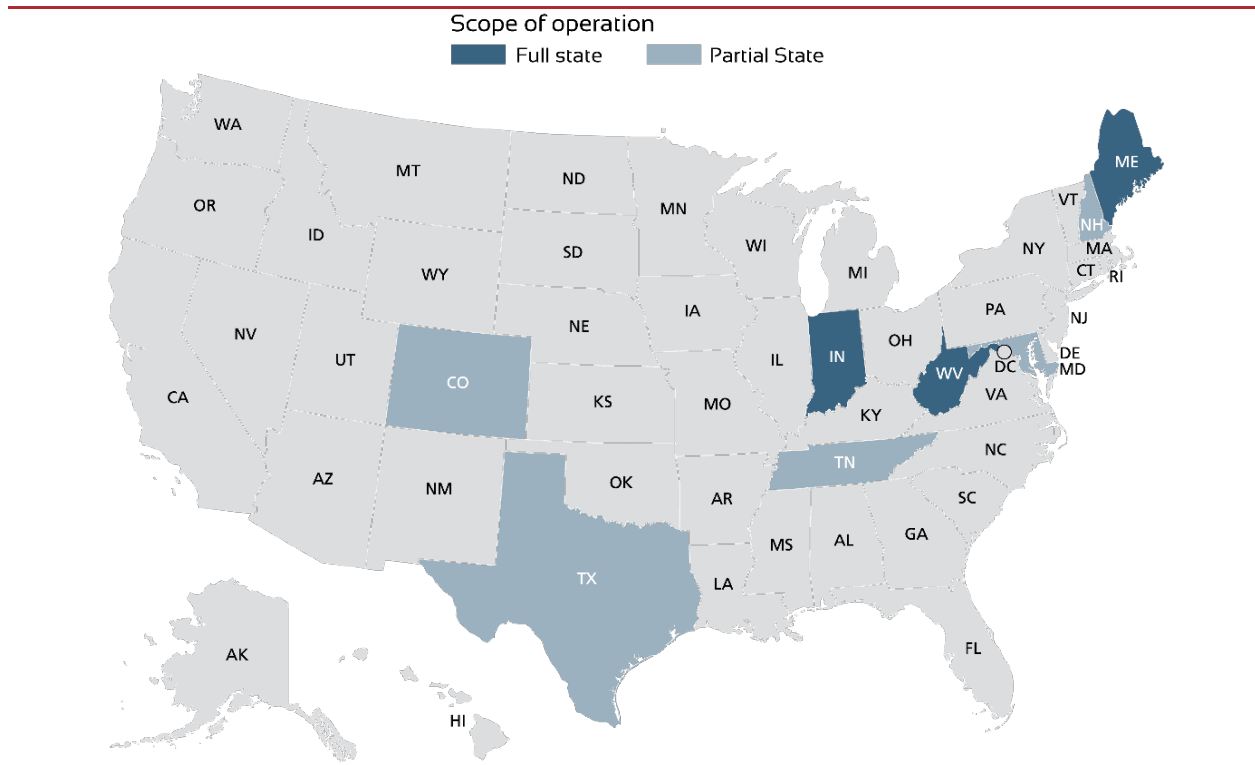 Scope of operation
Full state Partial State
WA
ME
MT
ND
VT
OR
MN
NH
ID
WI
NY
MA
SD
MI
CT RI
WY
IA
PA
NJ
NE
NV
OH
DE
UT
IL
IN
DC
MD
CO
WV
VA
CA
KS
MO
KY
NC
TN
AZ
NM
OK
AR
SC
MS
AL
GA
TX
LA
FL
AK
HI